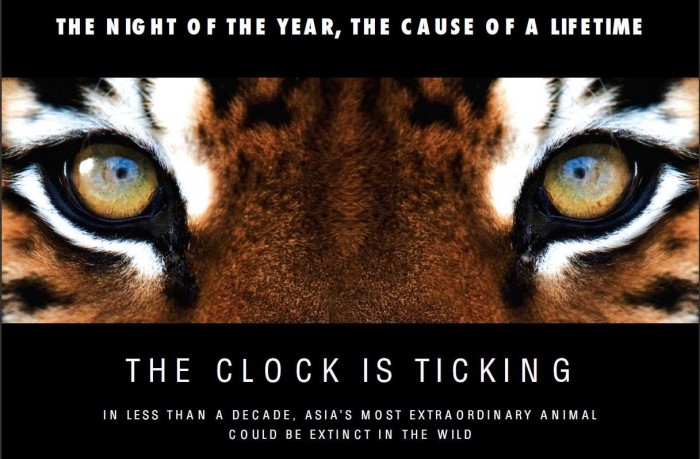 THE NIGHT OF THE YEAR, THE CAUSE OF A LIFETIME
THE CLOCK IS TICKING
IN LESS THAN A DECADE, ASIA'S MOST EXTRAORDINARY ANIMAL
COULD BE EXTINCT IN THE WILD